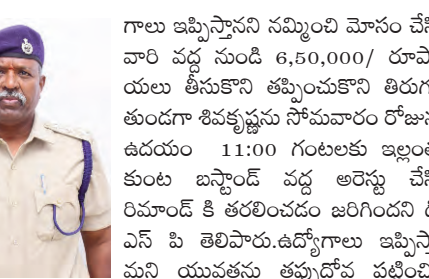 గాలు ఇప్పిస్తానని నమ్మించి మోసం చేసి
వారి వద్ద నుండి 6,50,000/ రూపా
యలు తీసుకొని తప్పించుకొని తిరుగు
తుండగా శివకృష్ణను సోమవారం రోజున
ఉదయం 11:00 గంటలకు ఇల్లంత
కుంట బస్టాండ్ వద్ద అరెస్టు చేసి
రిమాండ్ కి తరలించడం జరిగిందని డి
ఎస్ పి తెలిపారు.ఉద్యోగాలు ఇప్పిస్తా
మని యువతను తప్పుదోవ పట్టించి